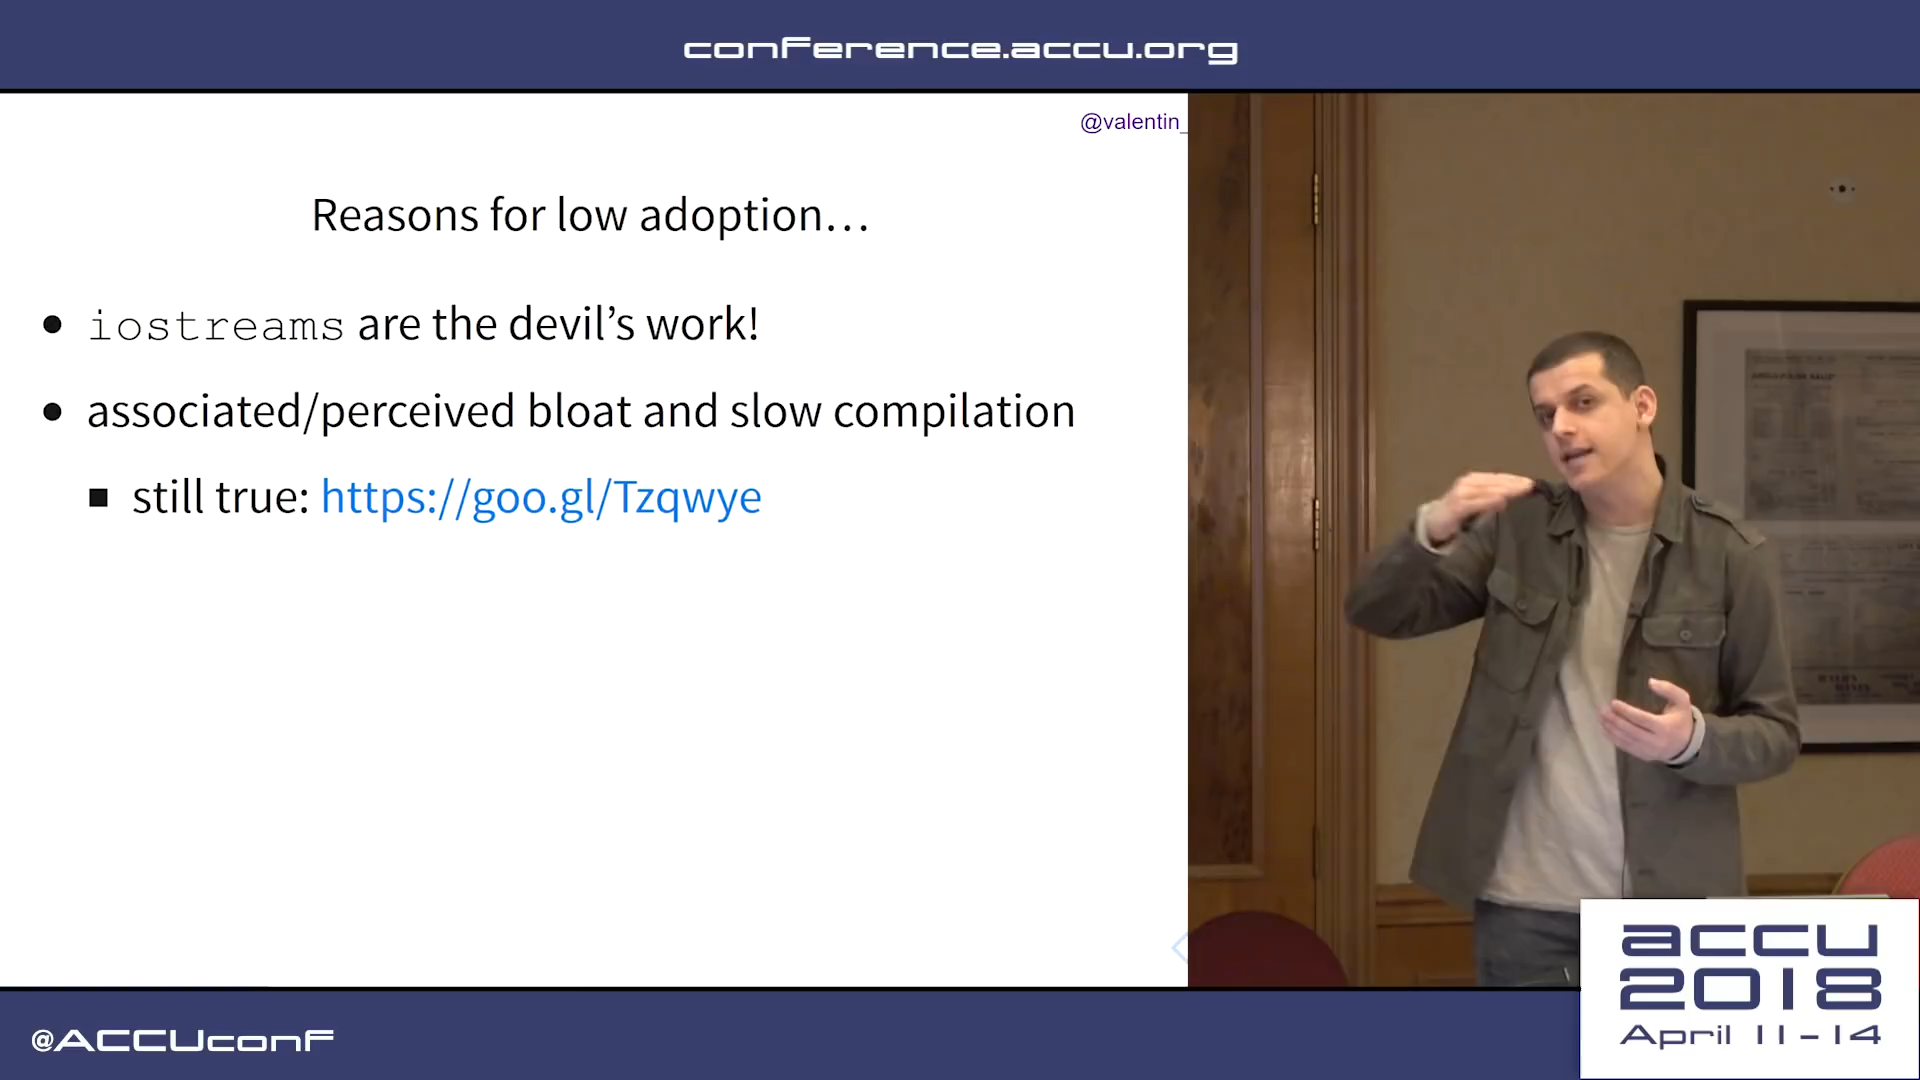 conference.accu.org
@valentin_
Reasons for low adoption…
• iostreams are the devil's work!
• associated/perceived bloat and slow compilation
▪ still true: https://goo.gl/Tzqwye
@ACCUconf
accu
2018
April 11-14